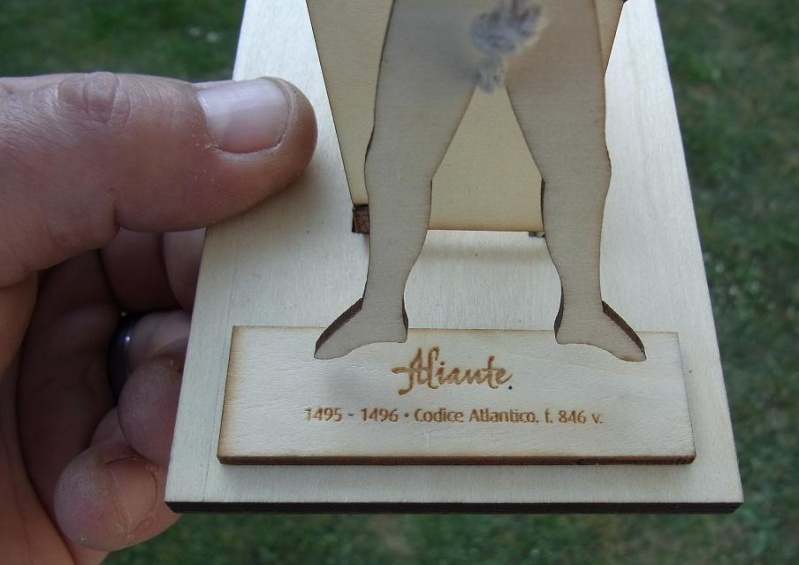 Aliante
1495 - 1496 • Codice Atlantico, f. 846 v.